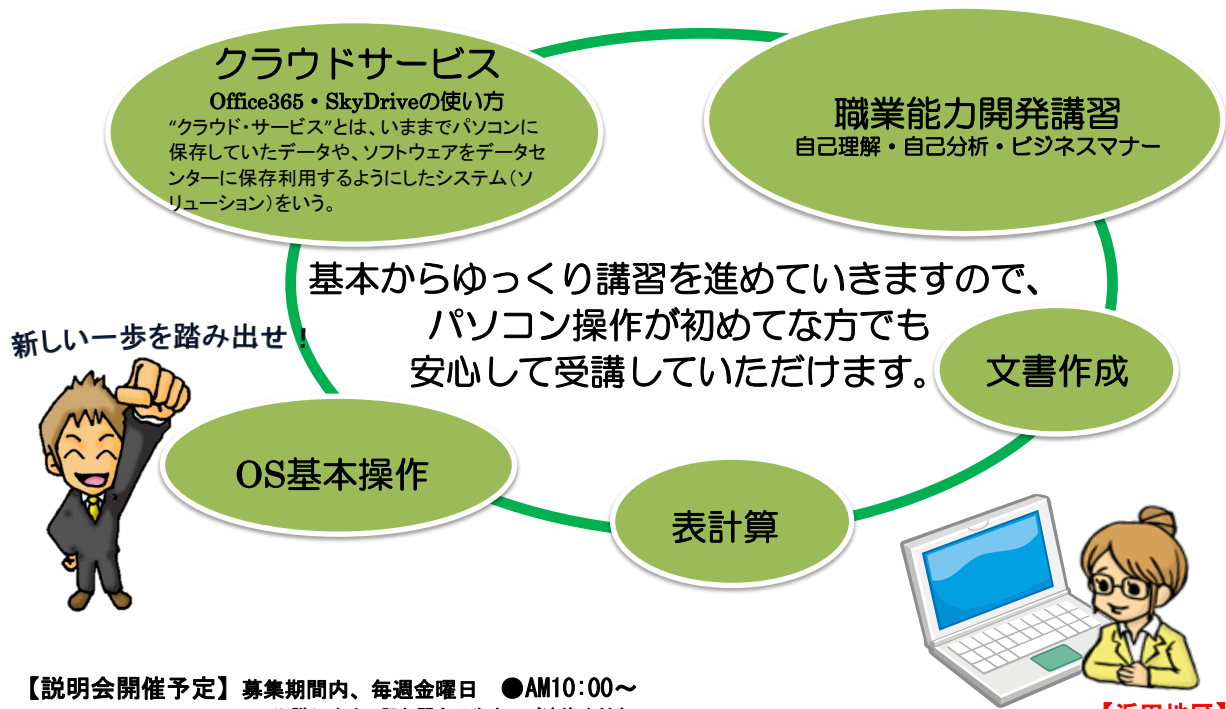 クラウドサービス
Office365・SkyDriveの使い方
“クラウド・サービス”とは、いままでパソコンに
保存していたデータや、ソフトウェアをデータセ
ンターに保存利用するようにしたシステム（ソ
リューション）をいう。
職業能力開発講習
自己理解・自己分析・ビジネスマナー
基本からゆっくり講習を進めていきますので、
パソコン操作が初めてな方でも
安心して受講していただけます。
新しい一歩を踏み出せ！
文書作成
OS基本操作
表計算
【説明会開催予定】募集期間内、毎週金曜日　●AM10：00～